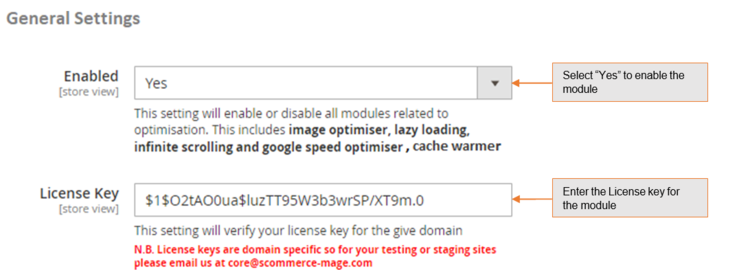 General Settings
Enabled
[store view]
Yes
Select “Yes” to enable the
module
This setting will enable or disable all modules related to
optimisation. This includes image optimiser, lazy loading,
infinite scrolling and google speed optimiser , cache warmer
License Key
[store view]
$1$O2tAO0ua$luzTT95W3b3wrSP/XT9m.0
Enter the License key for
the module
This setting will verify your license key for the give domain
N.B. License keys are domain specific so for your testing or staging sites
please email us at core@scommerce-mage.com